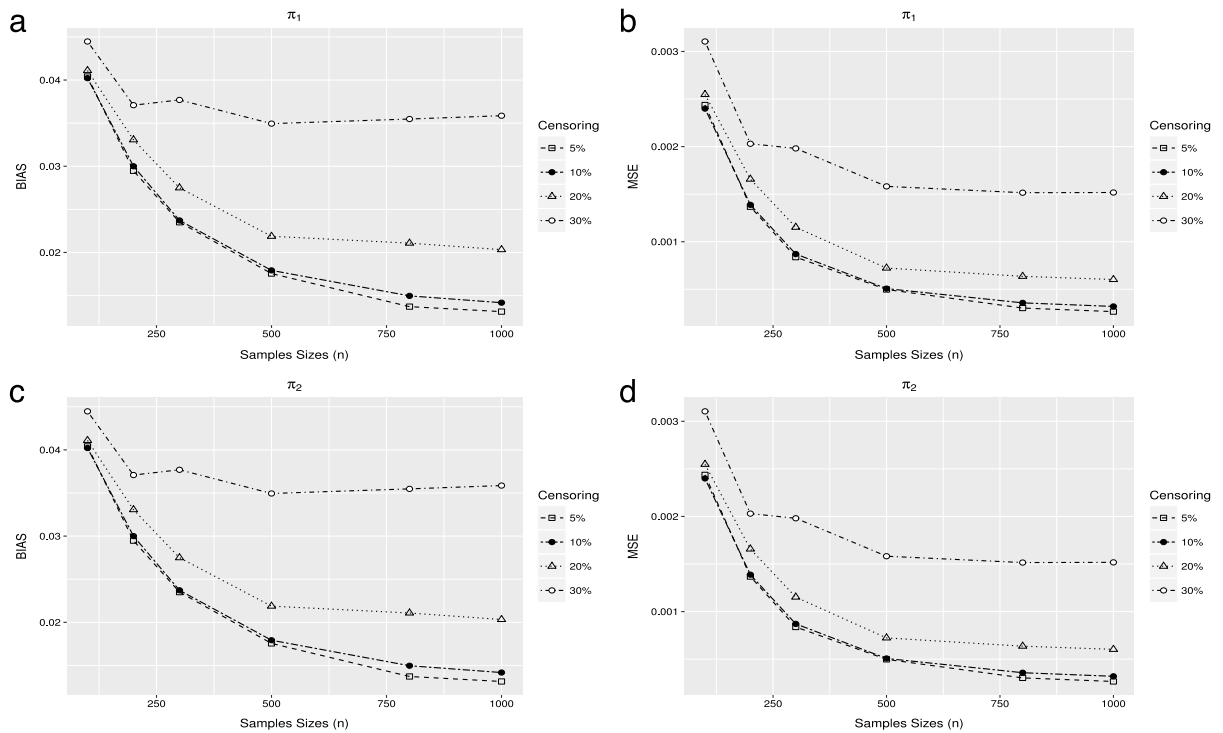 a
π1
BIAS
0.04
0.03
0.02
250
500
750
1000
Samples Sizes (n)
Censoring
5%
10%
20%
30%
b
π1
MSE
0.003
0.002
0.001
250
500
750
1000
Samples Sizes (n)
Censoring
5%
10%
20%
30%
c
π2
BIAS
0.04
0.03
0.02
250
500
750
1000
Samples Sizes (n)
Censoring
5%
10%
20%
30%
d
π2
MSE
0.003
0.002
0.001
250
500
750
1000
Samples Sizes (n)
Censoring
5%
10%
20%
30%